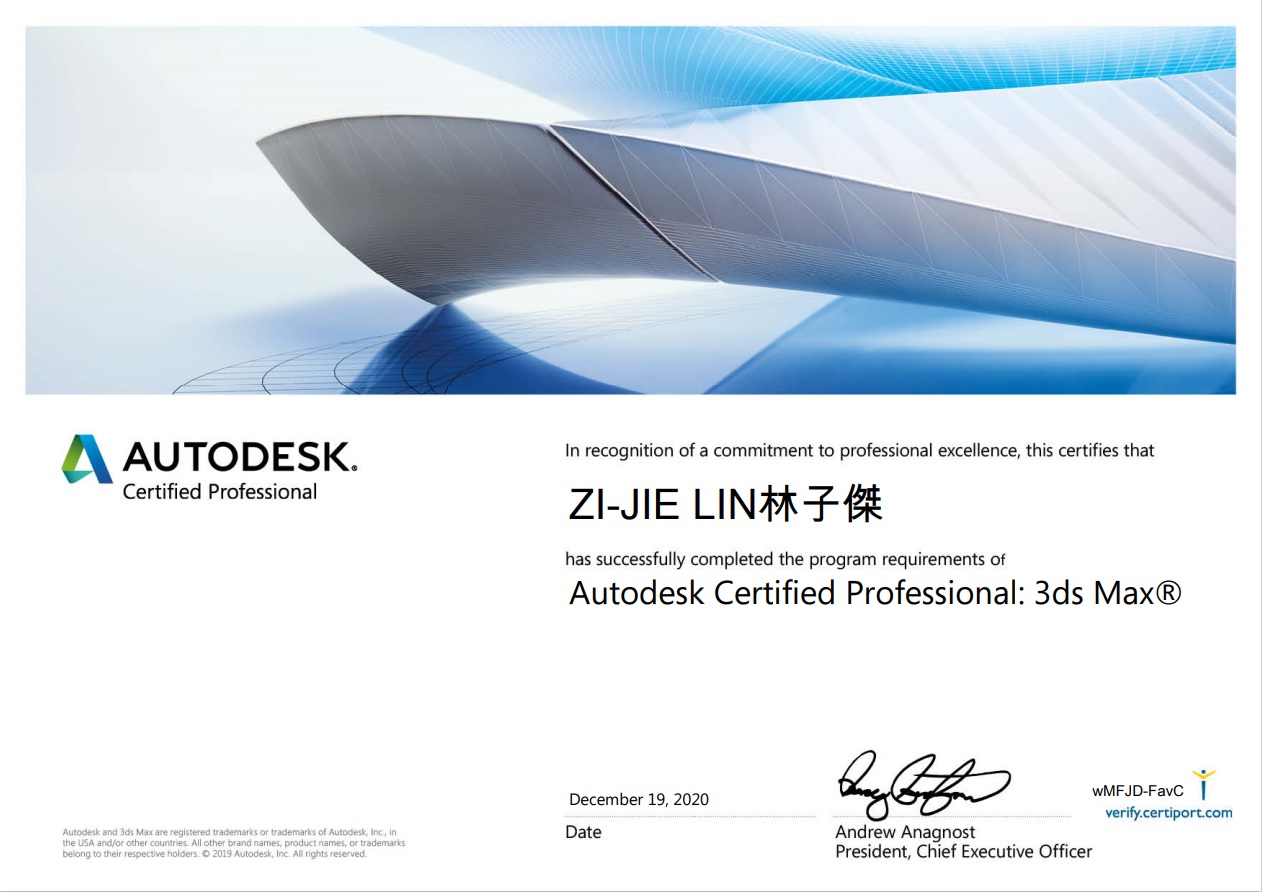 AUTODESK®
Certified Professional
In recognition of a commitment to professional excellence, this certifies that
ZI-JIE LIN林子傑
has successfully completed the program requirements of
Autodesk Certified Professional: 3ds Max®
December 19, 2020
Date
Andrew Anagnost
President, Chief Executive Officer
wMFJD-FavC
verify.certiport.com
Autodesk and 3ds Max are registered trademarks or trademarks of Autodesk, Inc., in
the USA and/or other countries. All other brand names, product names, or trademarks
belong to their respective holders. © 2019 Autodesk, Inc. All rights reserved.